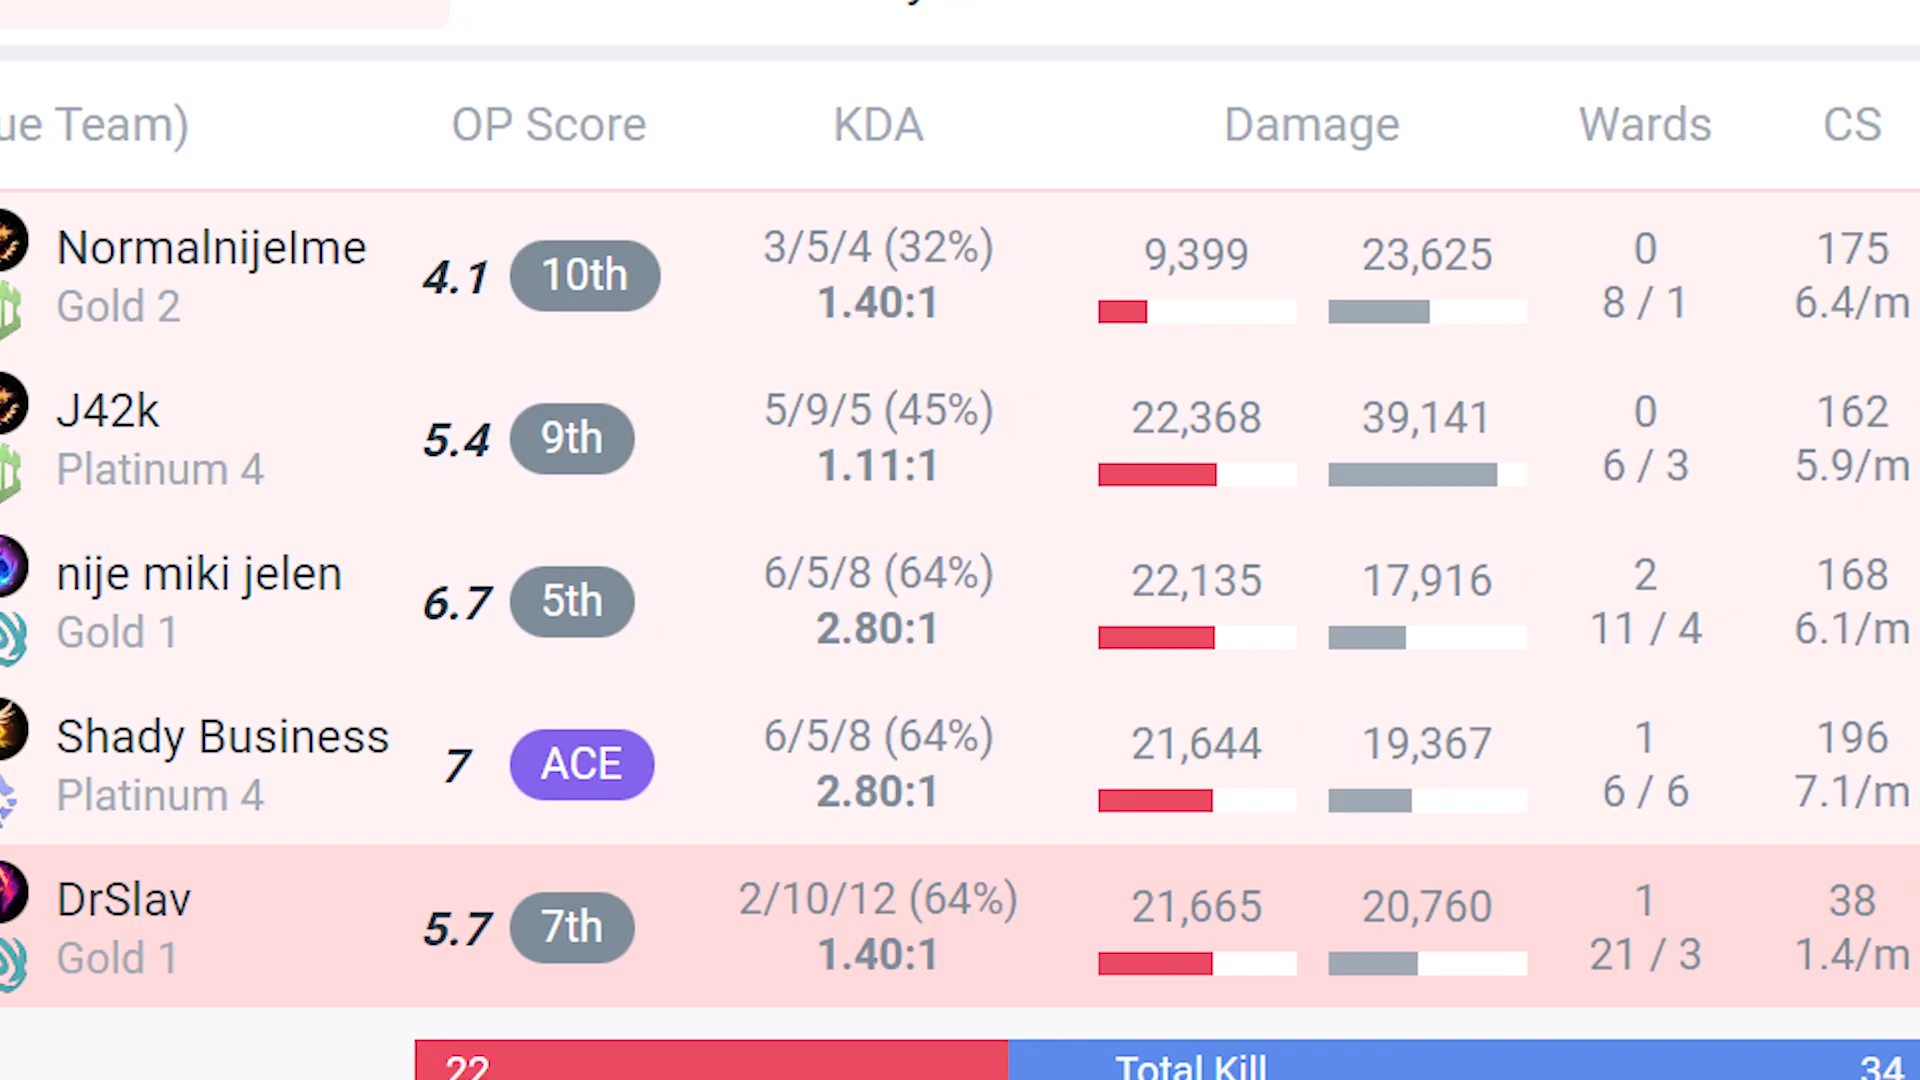 ue Team) OP Score KDA Damage Wards CS
NormalnijeIme 4.1 10th 3/5/4 (32%) 9,399 23,625 0 175
Gold 2 1.40:1 8 / 1 6.4/m
J42k 5.4 9th 5/9/5 (45%) 22,368 39,141 0 162
Platinum 4 1.11:1 6 / 3 5.9/m
nije miki jelen 6.7 5th 6/5/8 (64%) 22,135 17,916 2 168
Gold 1 2.80:1 11 / 4 6.1/m
Shady Business 7 ACE 6/5/8 (64%) 21,644 19,367 1 196
Platinum 4 2.80:1 6 / 6 7.1/m
DrSlav 5.7 7th 2/10/12 (64%) 21,665 20,760 1 38
Gold 1 1.40:1 21 / 3 1.4/m
22 Total Kill 34